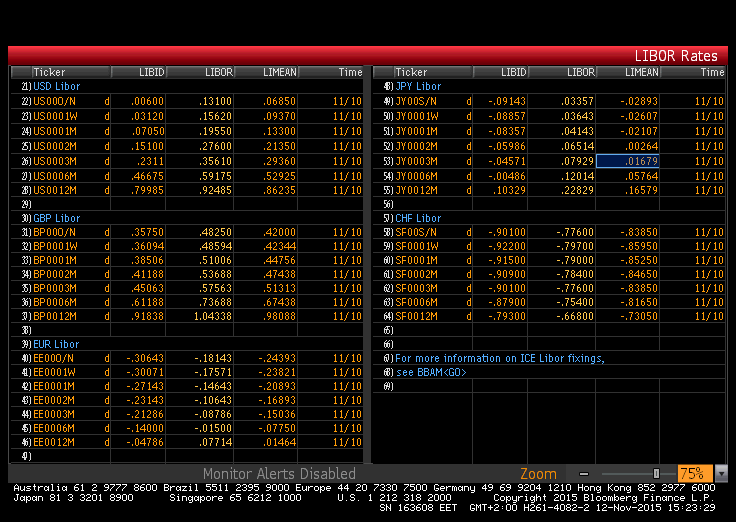 LIBOR Rates
Ticker LIBID LIBOR LIMEAN Time
21) USD Libor
22) US00O/N d .00600 .13100 .06850 11/10
23) US0001W d .03120 .15620 .09370 11/10
24) US0001M d .07050 .19550 .13300 11/10
25) US0002M d .15100 .27600 .21350 11/10
26) US0003M d .2311 .35610 .29360 11/10
27) US0006M d .46675 .59175 .52925 11/10
28) US0012M d .79985 .92485 .86235 11/10
29)
30) GBP Libor
31) BP00O/N d .35750 .48250 .42000 11/10
32) BP0001W d .36094 .48594 .42344 11/10
33) BP0001M d .38506 .51006 .44756 11/10
34) BP0002M d .41188 .53688 .47438 11/10
35) BP0003M d .45063 .57563 .51313 11/10
36) BP0006M d .61188 .73688 .67438 11/10
37) BP0012M d .91838 1.04338 .98088 11/10
38)
39) EUR Libor
40) EE00O/N d -.30643 -.18143 -.24393 11/10
41) EE0001W d -.30071 -.17571 -.23821 11/10
42) EE0001M d -.27143 -.14643 -.20893 11/10
43) EE0002M d -.23143 -.10643 -.16893 11/10
44) EE0003M d -.21286 -.08786 -.15036 11/10
45) EE0006M d -.14000 -.01500 -.07750 11/10
46) EE0012M d -.04786 .07714 .01464 11/10
47)
Ticker LIBID LIBOR LIMEAN Time
48) JPY Libor
49) JY00S/N d -.09143 .03357 -.02893 11/10
50) JY0001W d -.08857 .03643 -.02607 11/10
51) JY0001M d -.08357 .04143 -.02107 11/10
52) JY0002M d -.05986 .06514 .00264 11/10
53) JY0003M d -.04571 .07929 .01679 11/10
54) JY0006M d -.00486 .12014 .05764 11/10
55) JY0012M d .10329 .22829 .16579 11/10
56)
57) CHF Libor
58) SF00S/N d -.90100 -.77600 -.83850 11/10
59) SF0001W d -.92200 -.79700 -.85950 11/10
60) SF0001M d -.91500 -.79000 -.85250 11/10
61) SF0002M d -.90900 -.78400 -.84650 11/10
62) SF0003M d -.90100 -.77600 -.83850 11/10
63) SF0006M d -.87900 -.75400 -.81650 11/10
64) SF0012M d -.79300 -.66800 -.73050 11/10
65)
66)
67) For more information on ICE Libor fixings,
68) see BBAM<GO>
69)
Monitor Alerts Disabled Zoom 75%
Australia 61 2 9777 8600 Brazil 5511 2395 9000 Europe 44 20 7330 7500 Germany 49 69 9204 1210 Hong Kong 852 2977 6000
Japan 81 3 3201 8900 Singapore 65 6212 1000 U.S. 1 212 318 2000 Copyright 2015 Bloomberg Finance L.P.
SN 163608 EET GMT+2:00 H261-4082-2 12-Nov-2015 15:23:29